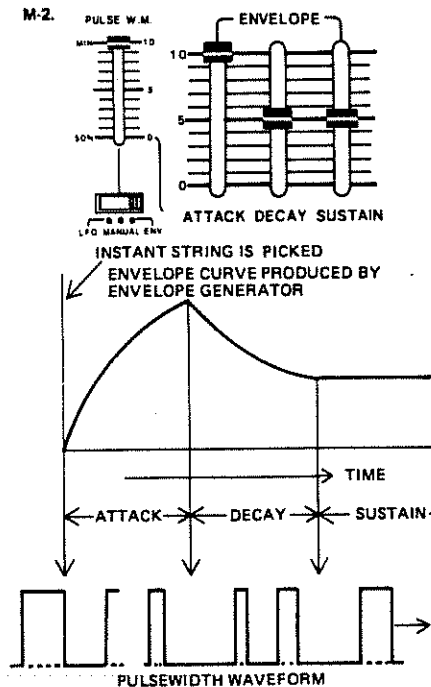 M-2.
PULSE W.M.
ENVELOPE
MIN
10
5
50%
0
10
5
0
LFO MANUAL ENV
ATTACK DECAY SUSTAIN
INSTANT STRING IS PICKED
ENVELOPE CURVE PRODUCED BY
ENVELOPE GENERATOR
TIME
ATTACK
DECAY
SUSTAIN
PULSEWIDTH WAVEFORM